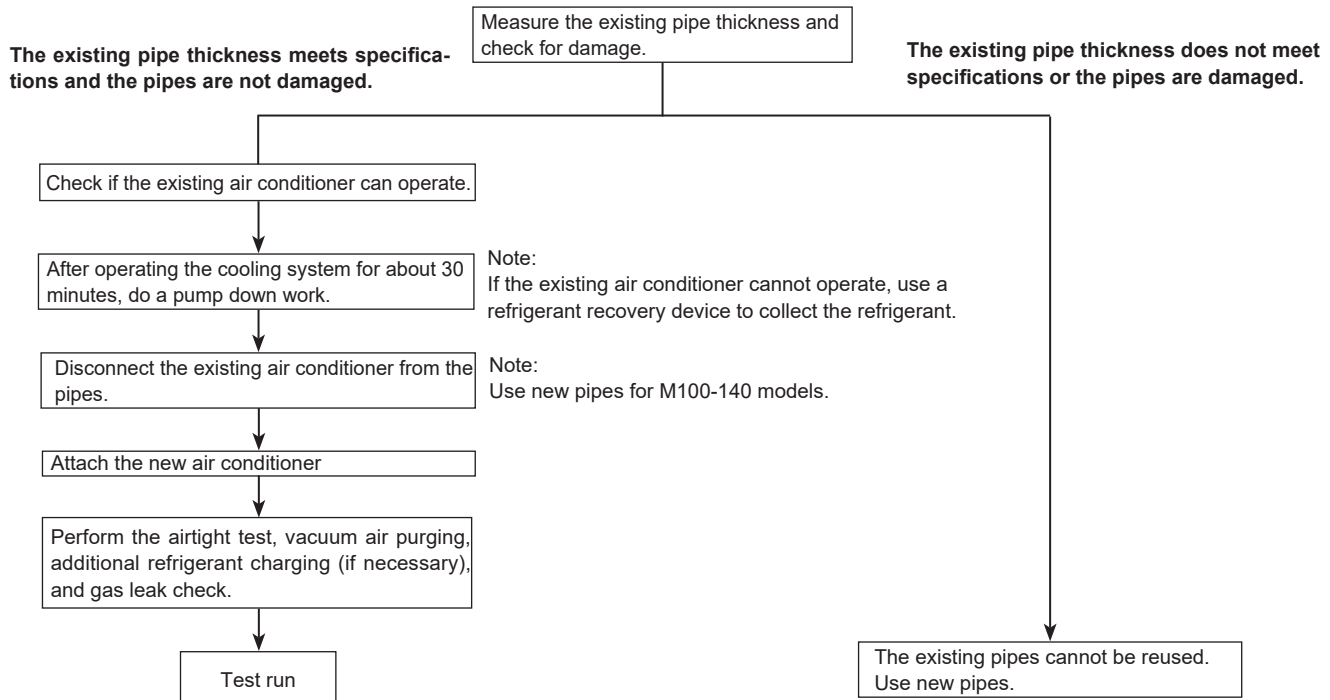 Measure the existing pipe thickness and
check for damage.
The existing pipe thickness meets specifica-
tions and the pipes are not damaged.
The existing pipe thickness does not meet
specifications or the pipes are damaged.
Check if the existing air conditioner can operate.
After operating the cooling system for about 30
minutes, do a pump down work.
Note:
If the existing air conditioner cannot operate, use a
refrigerant recovery device to collect the refrigerant.
Disconnect the existing air conditioner from the
pipes.
Note:
Use new pipes for M100-140 models.
Attach the new air conditioner
Perform the airtight test, vacuum air purging,
additional refrigerant charging (if necessary),
and gas leak check.
Test run
The existing pipes cannot be reused.
Use new pipes.